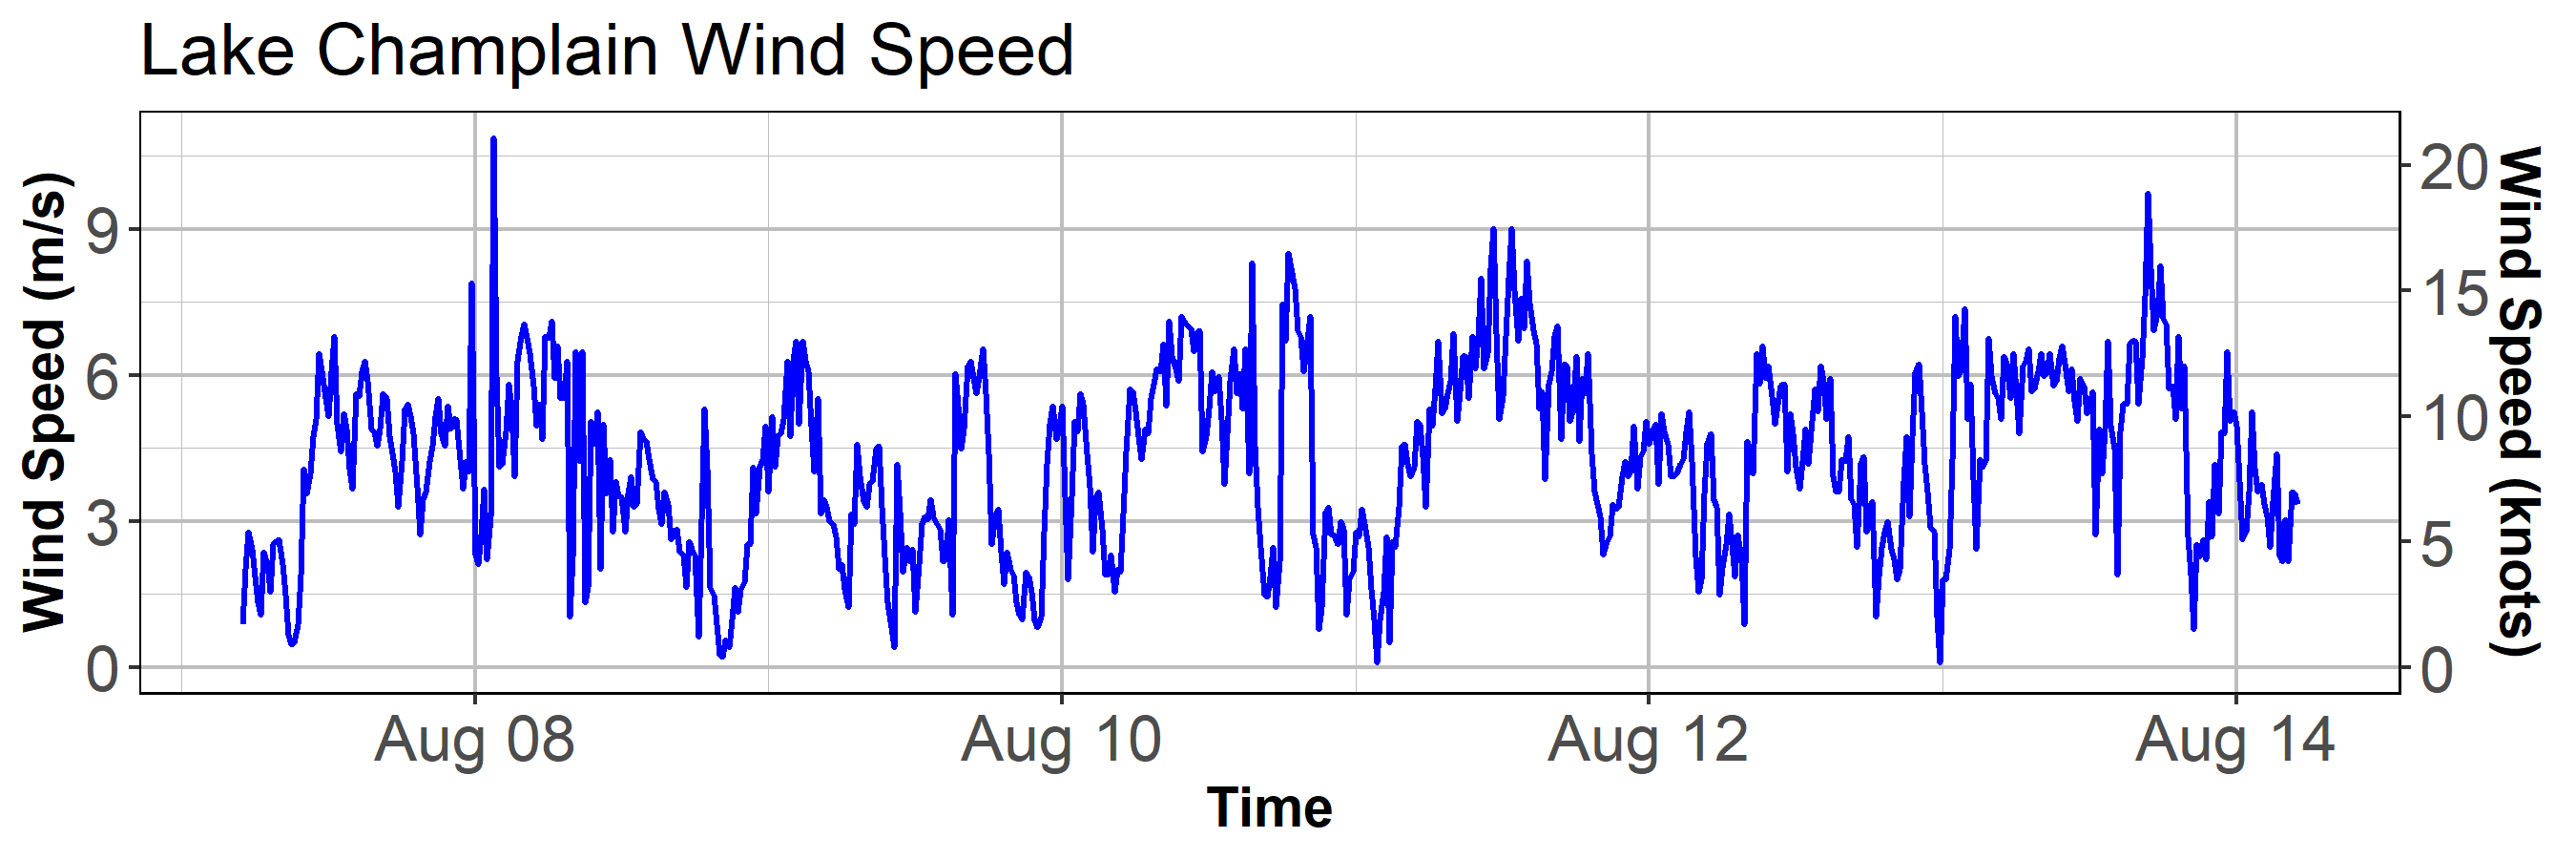 Lake Champlain Wind Speed
Wind Speed (m/s)
9
6
3
0
20
15
10
5
0
Wind Speed (knots)
Aug 08
Aug 10
Aug 12
Aug 14
Time